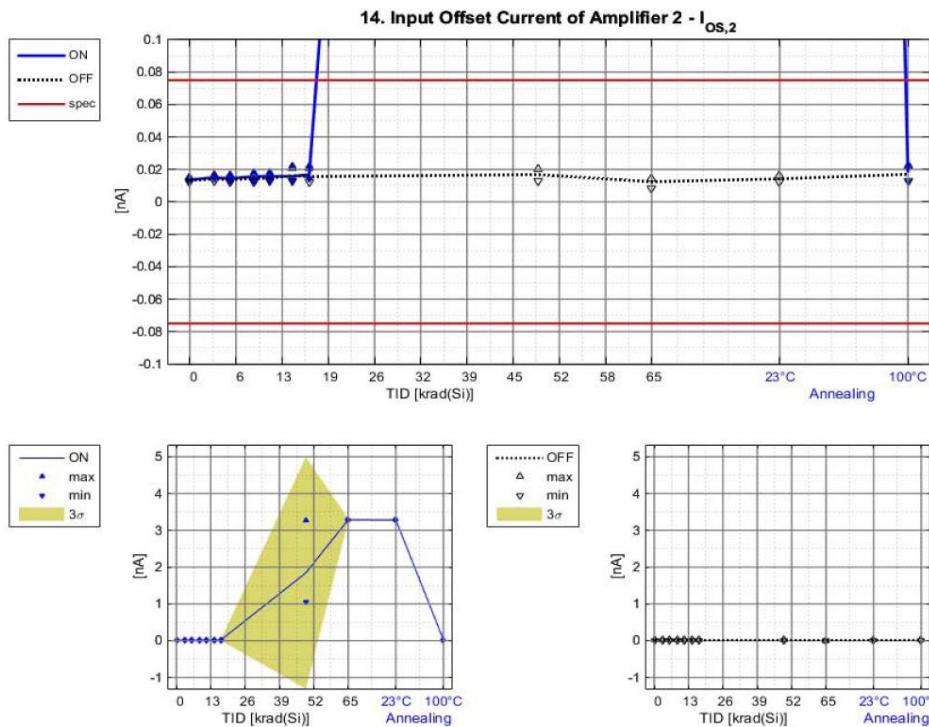 14. Input Offset Current of Amplifier 2 - I_OS,2
ON
OFF
spec
[nA]
0.1
0.08
0.06
0.04
0.02
0
-0.02
-0.04
-0.06
-0.08
-0.1
0 6 13 19 26 32 39 45 52 58 65 23°C 100°C
TID [krad(Si)] Annealing
ON
max
min
3σ
[nA]
5
4
3
2
1
0
-1
0 13 26 39 52 65 23°C 100°C
TID [krad(Si)] Annealing
OFF
max
min
3σ
[nA]
5
4
3
2
1
0
-1
0 13 26 39 52 65 23°C 100°C
TID [krad(Si)] Annealing